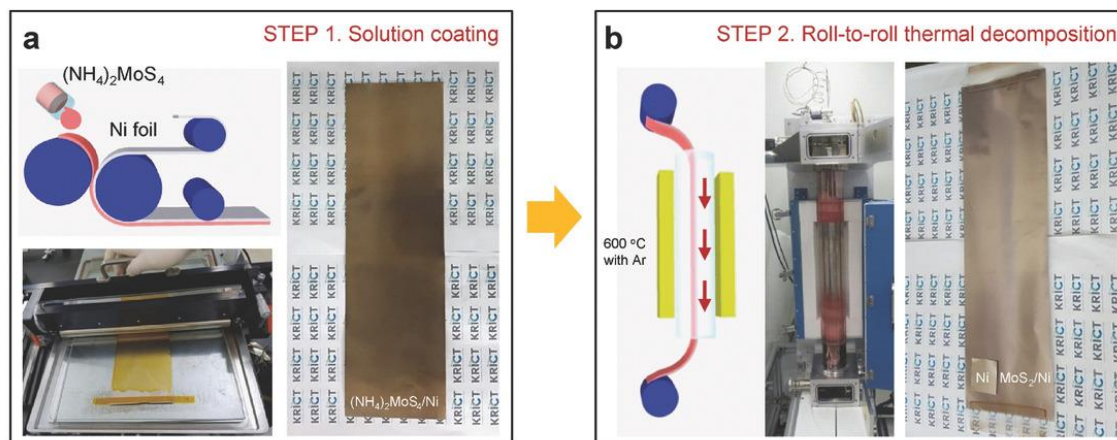 a
STEP 1. Solution coating
(NH₄)₂MoS₄
Ni foil
KRICT
(NH₄)₂MoS₄/Ni
b
STEP 2. Roll-to-roll thermal decomposition
600 °C
with Ar
KRICT
Ni
MoS₂/Ni